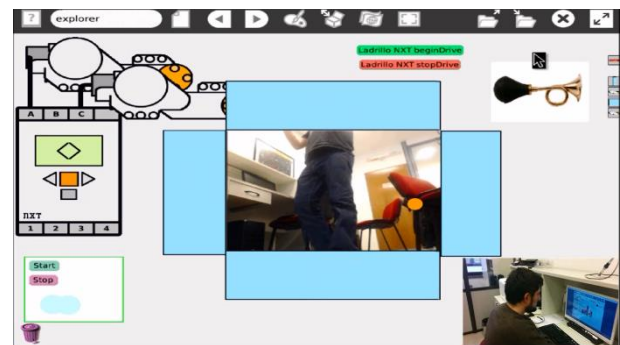 ? explorer
Ladrillo NXT beginDrive
Ladrillo NXT stopDrive
A B C
NXT
1 2 3 4
Start
Stop